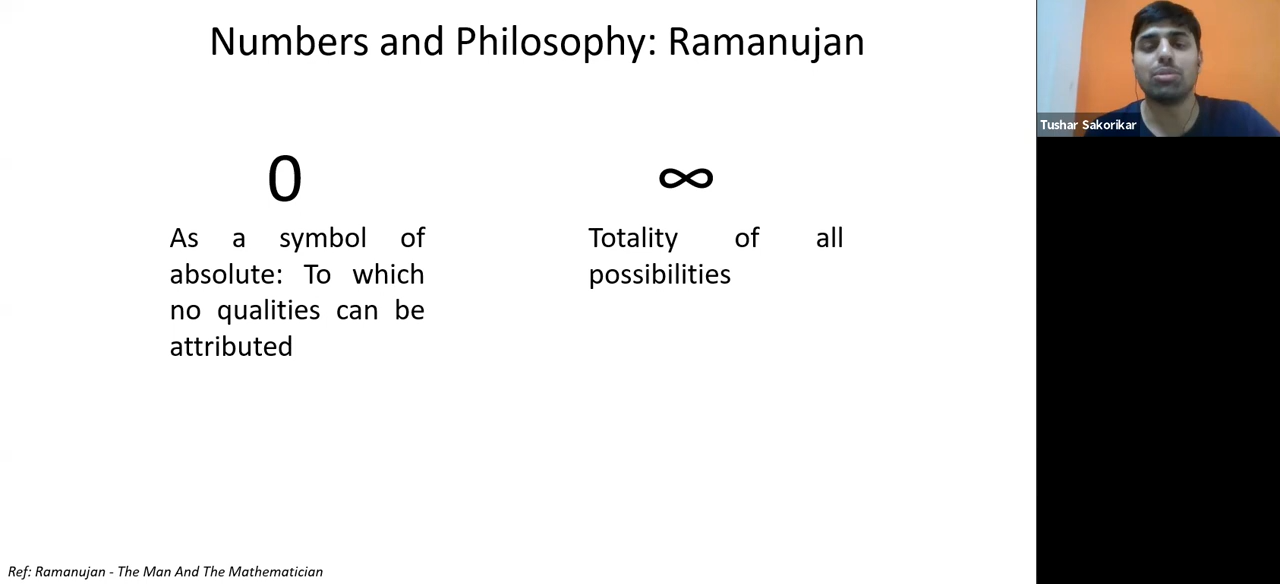 Numbers and Philosophy: Ramanujan
0
As a symbol of
absolute: To which
no qualities can be
attributed
∞
Totality of all
possibilities
Ref: Ramanujan - The Man And The Mathematician
Tushar Sakorikar